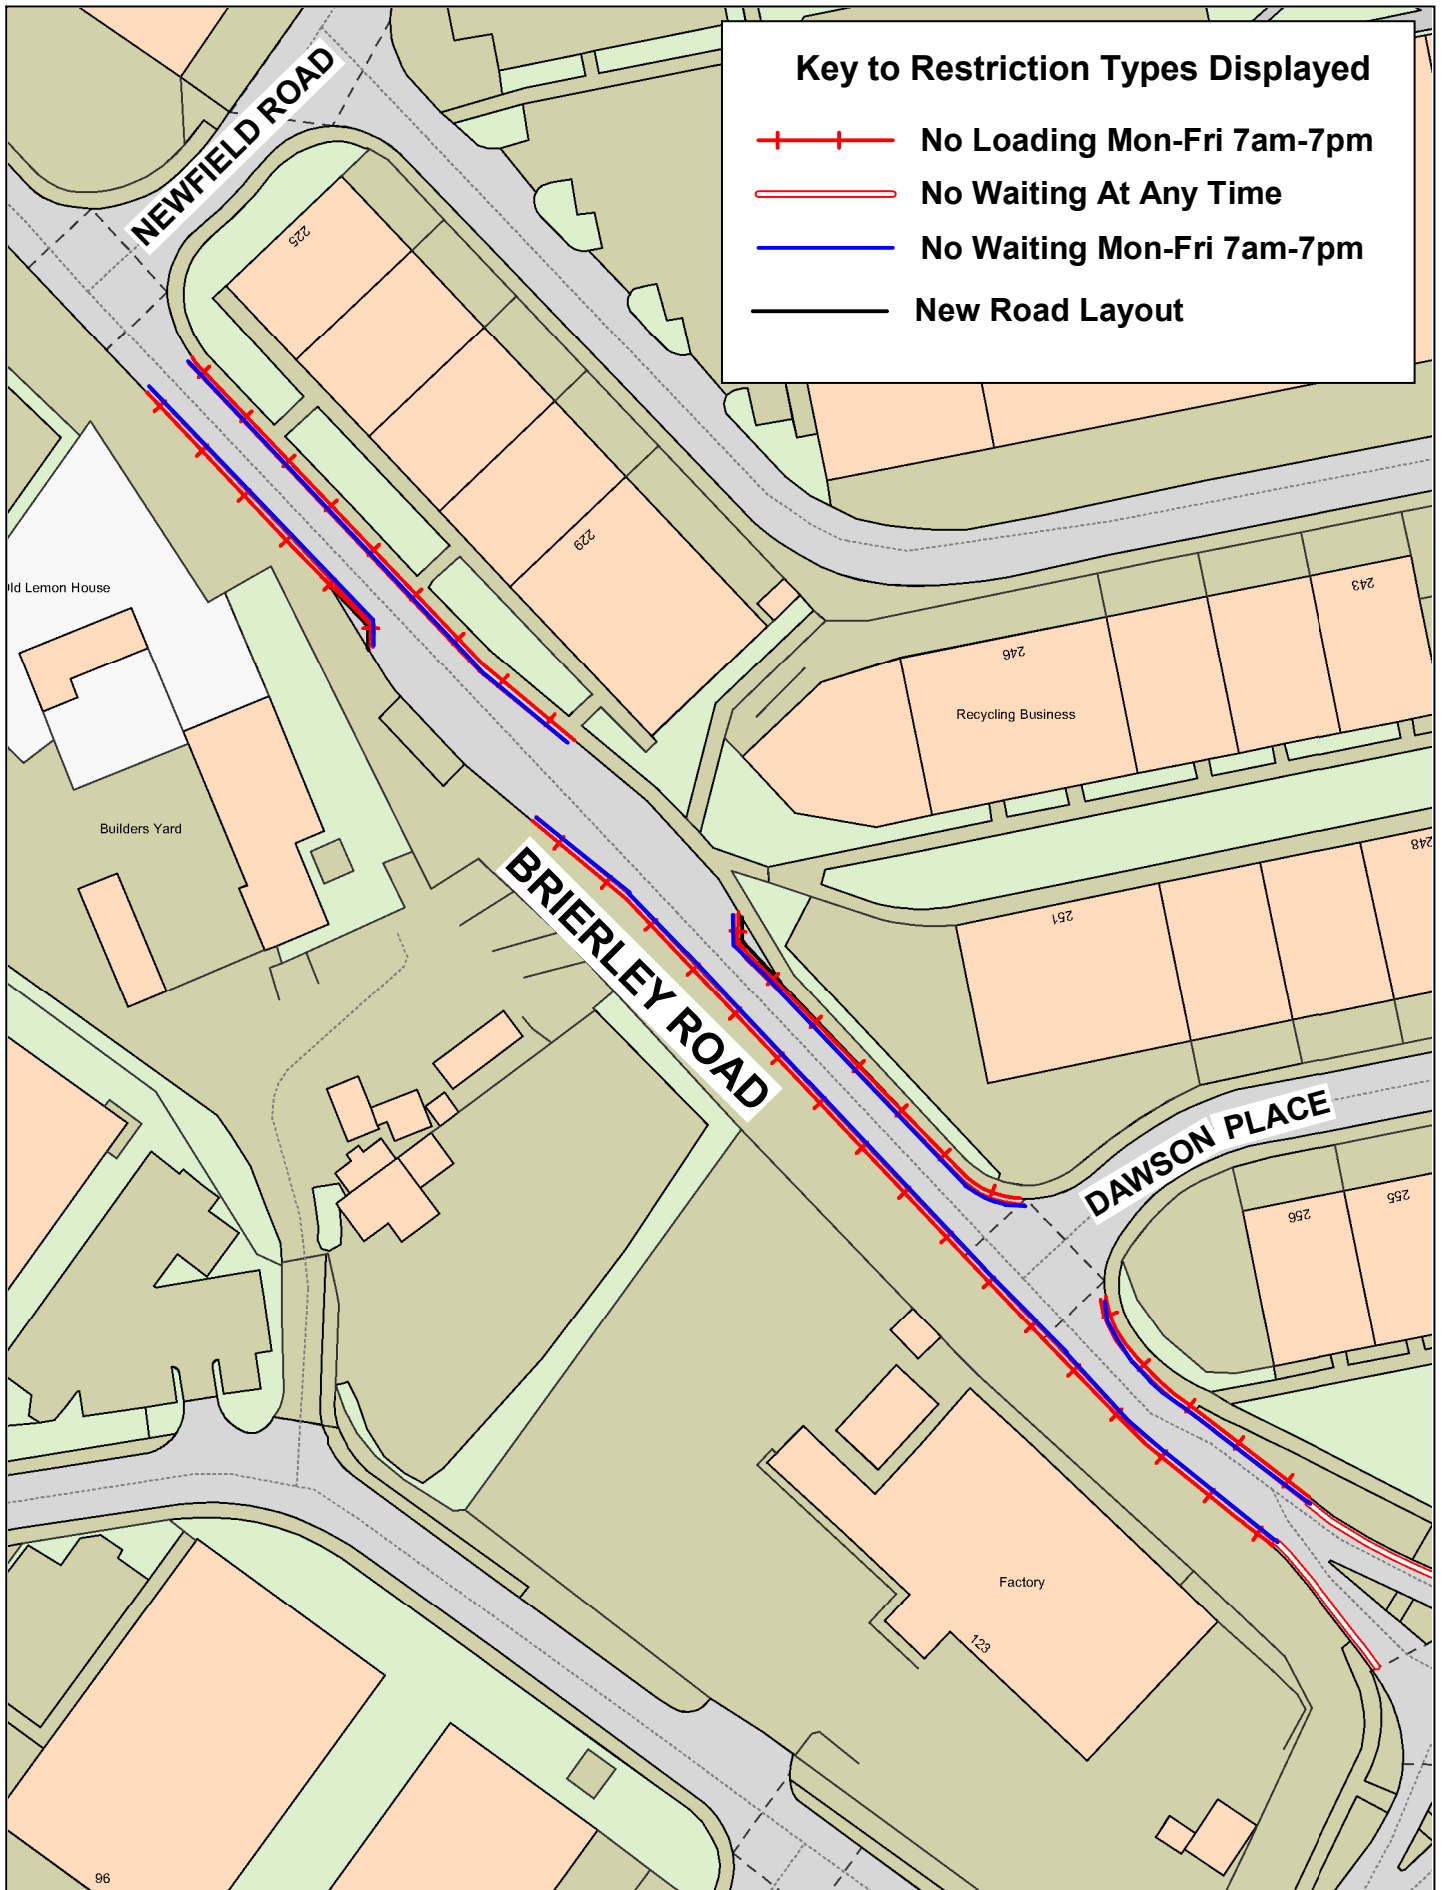 Key to Restriction Types Displayed
No Loading Mon-Fri 7am-7pm
No Waiting At Any Time
No Waiting Mon-Fri 7am-7pm
New Road Layout
NEWFIELD ROAD
225
229
243
246
Recycling Business
ld Lemon House
Builders Yard
248
251
BRIERLEY ROAD
DAWSON PLACE
255
256
Factory
123
96